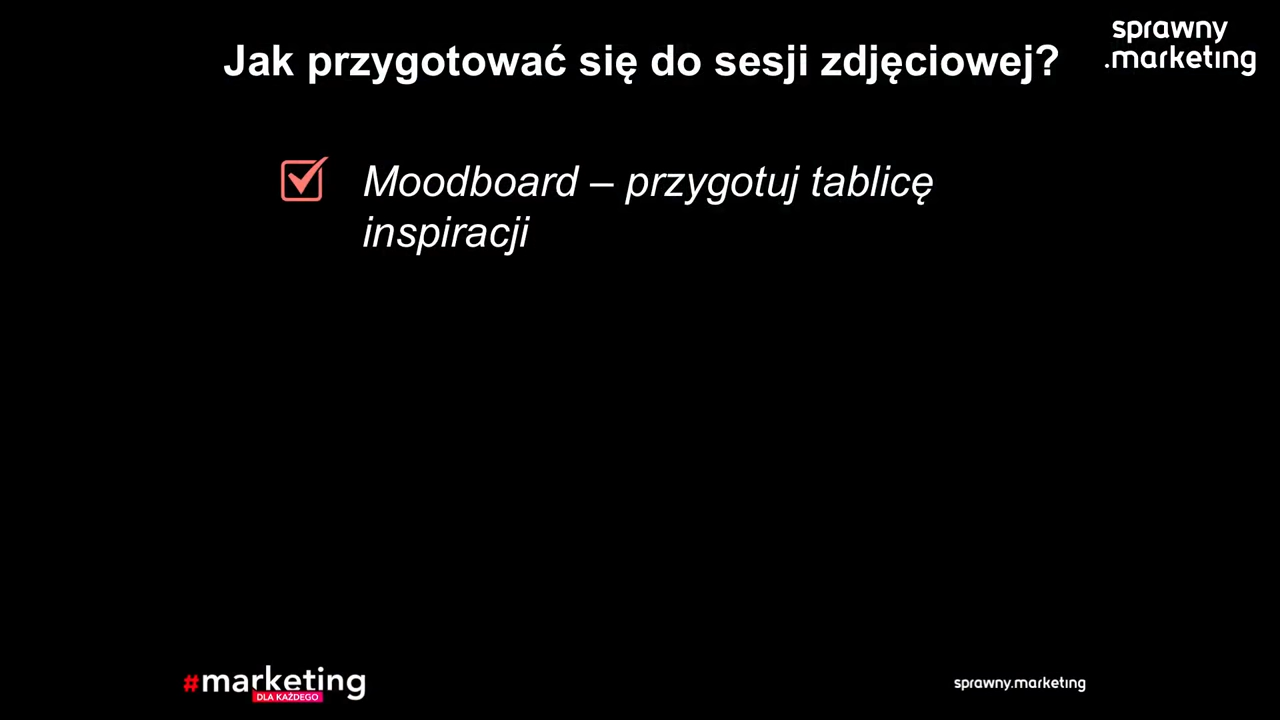 sprawny
.marketing
Jak przygotować się do sesji zdjęciowej?
Moodboard – przygotuj tablicę
inspiracji
#marketing
DLA KAŻDEGO
sprawny.marketing